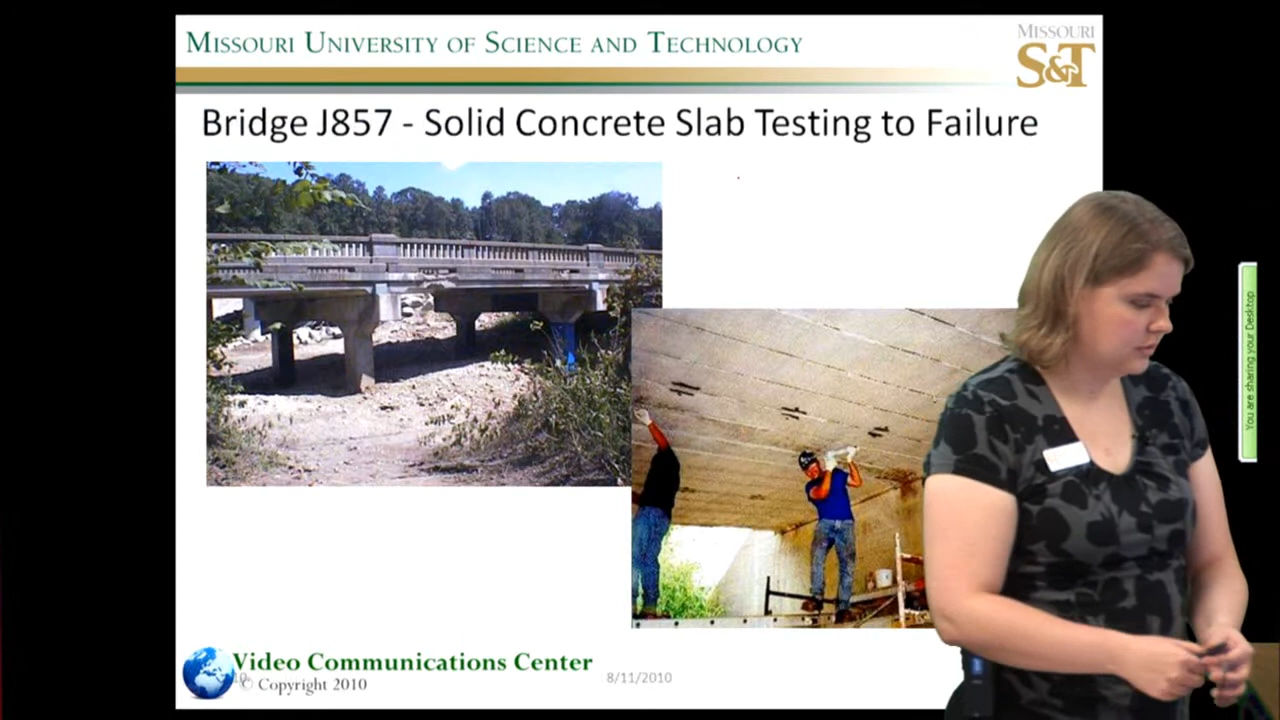 MISSOURI UNIVERSITY OF SCIENCE AND TECHNOLOGY
MISSOURI
S&T
Bridge J857 - Solid Concrete Slab Testing to Failure
You are sharing your Desktop
Video Communications Center
© Copyright 2010
8/11/2010